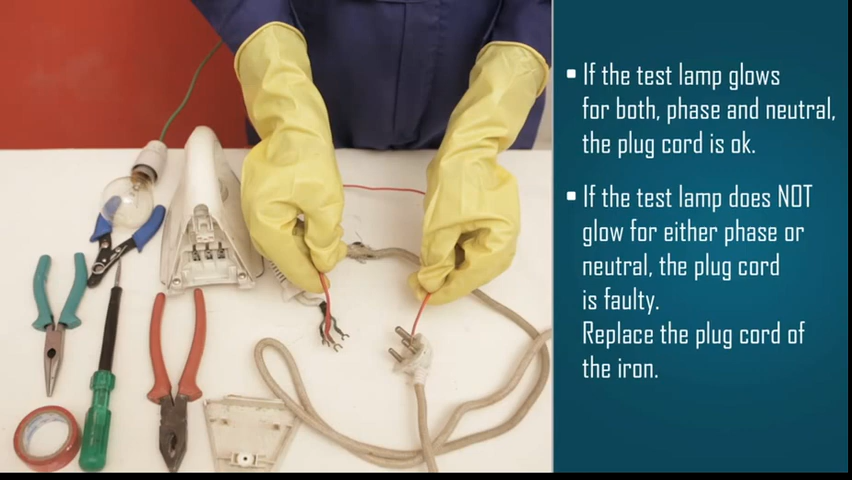 ▪ If the test lamp glows
for both, phase and neutral,
the plug cord is ok.
▪ If the test lamp does NOT
glow for either phase or
neutral, the plug cord
is faulty.
Replace the plug cord of
the iron.